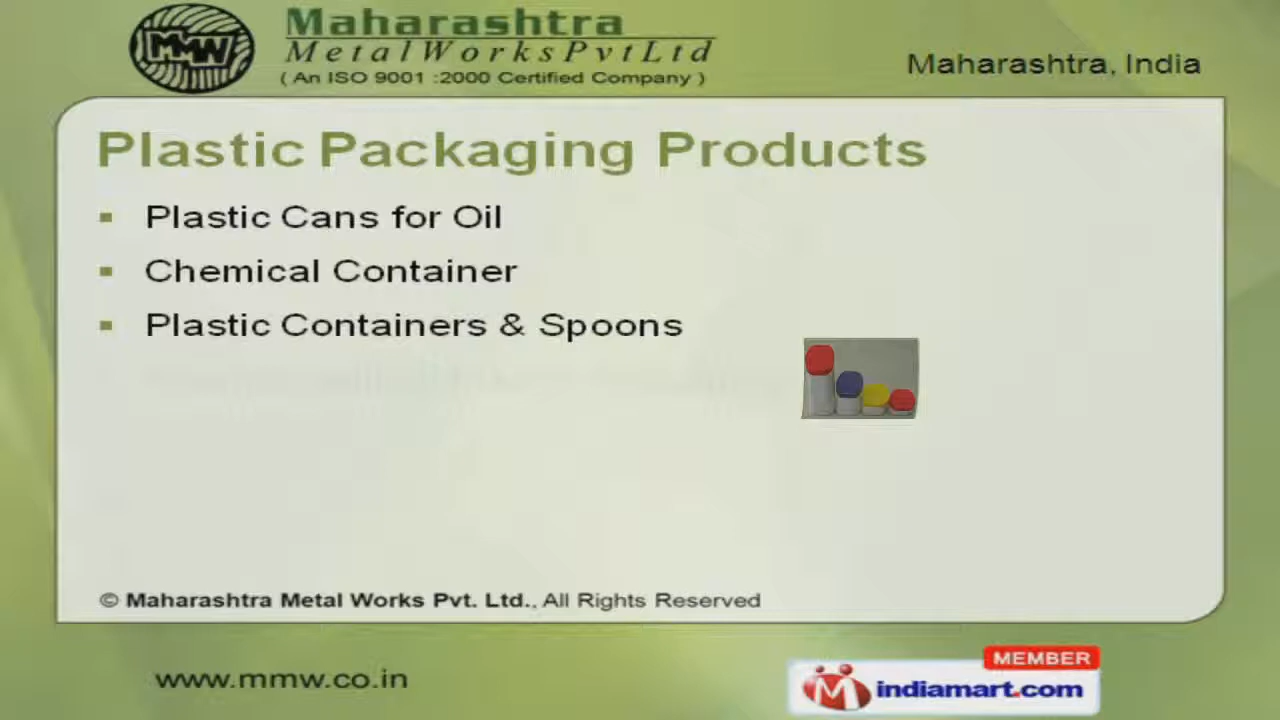 MMW
Maharashtra
MetalWorksPvtLtd
( An ISO 9001 :2000 Certified Company )
Maharashtra, India
Plastic Packaging Products
▪ Plastic Cans for Oil
▪ Chemical Container
▪ Plastic Containers & Spoons
© Maharashtra Metal Works Pvt. Ltd., All Rights Reserved
www.mmw.co.in
MEMBER
indiamart.com